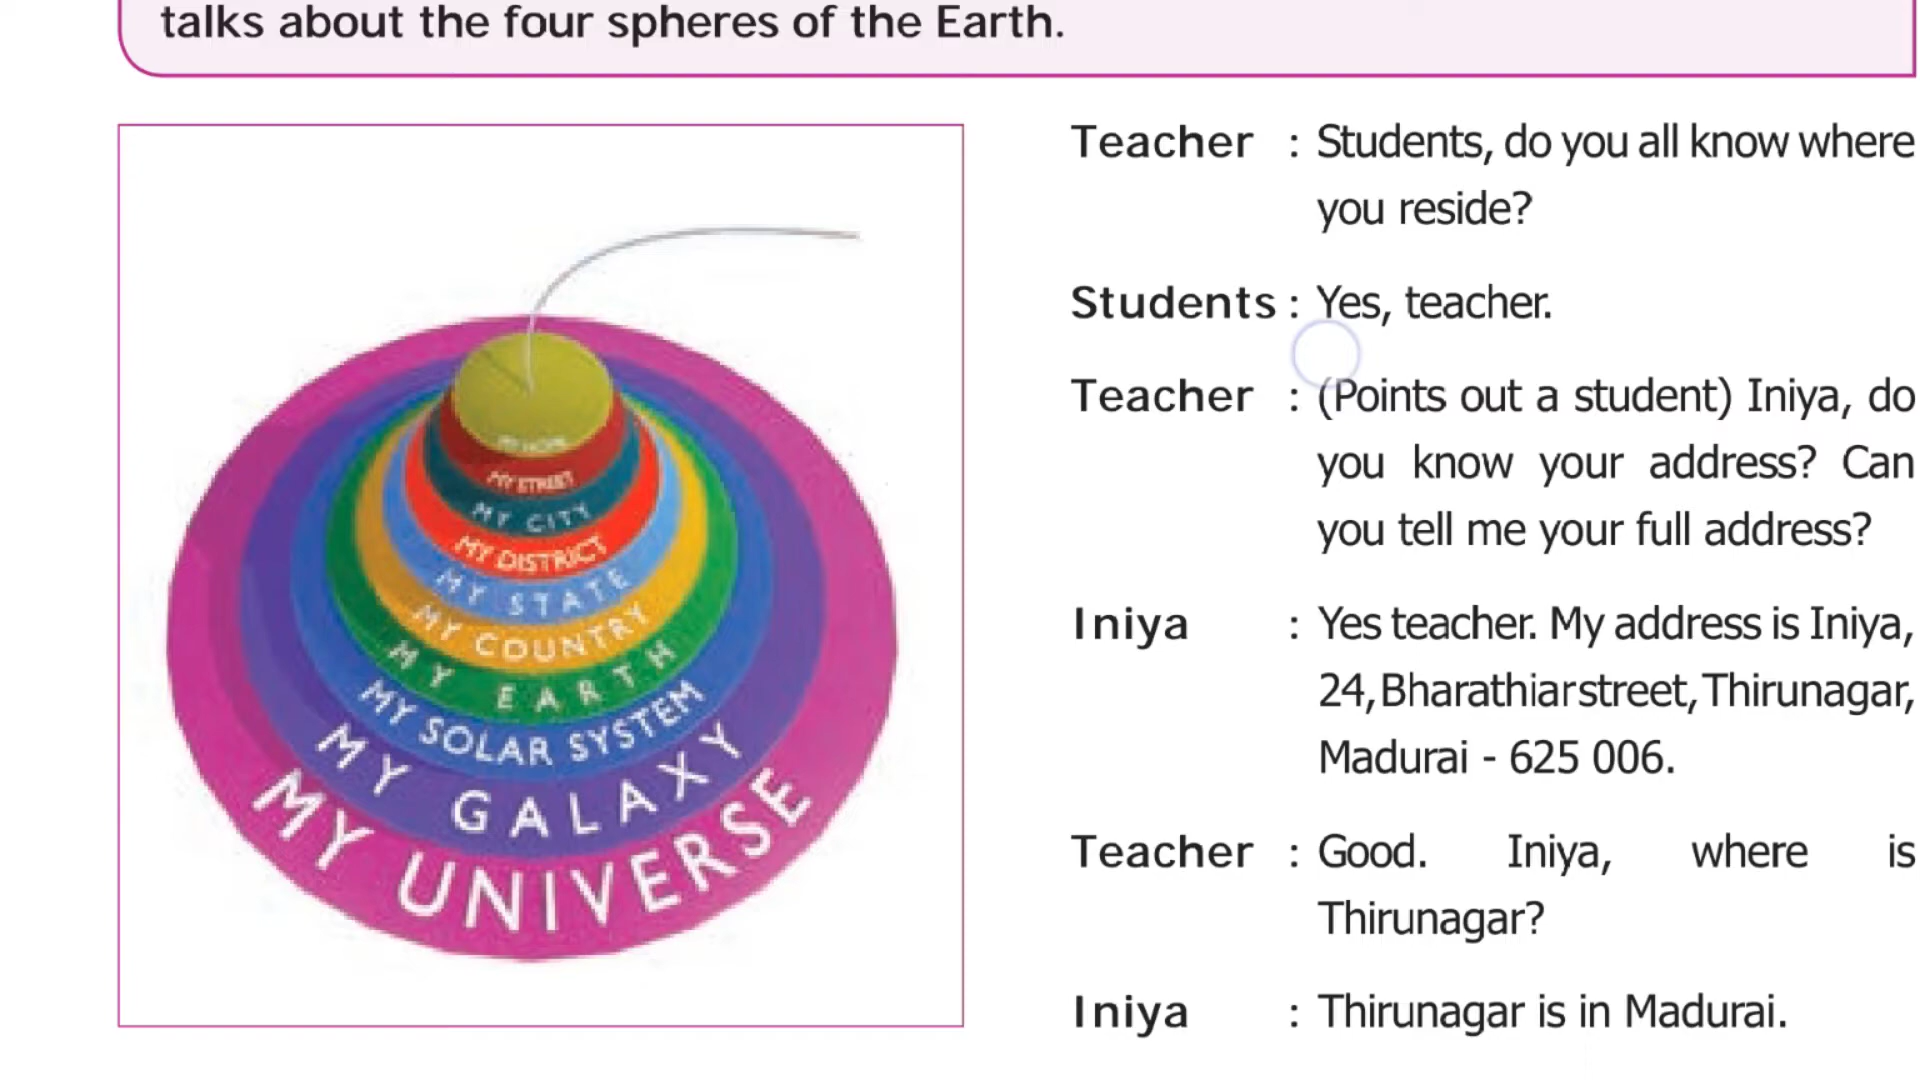 talks about the four spheres of the Earth.
MY HOME
MY STREET
MY CITY
MY DISTRICT
MY STATE
MY COUNTRY
MY EARTH
MY SOLAR SYSTEM
MY GALAXY
MY UNIVERSE
Teacher : Students, do you all know where
you reside?
Students : Yes, teacher.
Teacher : (Points out a student) Iniya, do
you know your address? Can
you tell me your full address?
Iniya : Yes teacher. My address is Iniya,
24, Bharathiar street, Thirunagar,
Madurai - 625 006.
Teacher : Good. Iniya, where is
Thirunagar?
Iniya : Thirunagar is in Madurai.